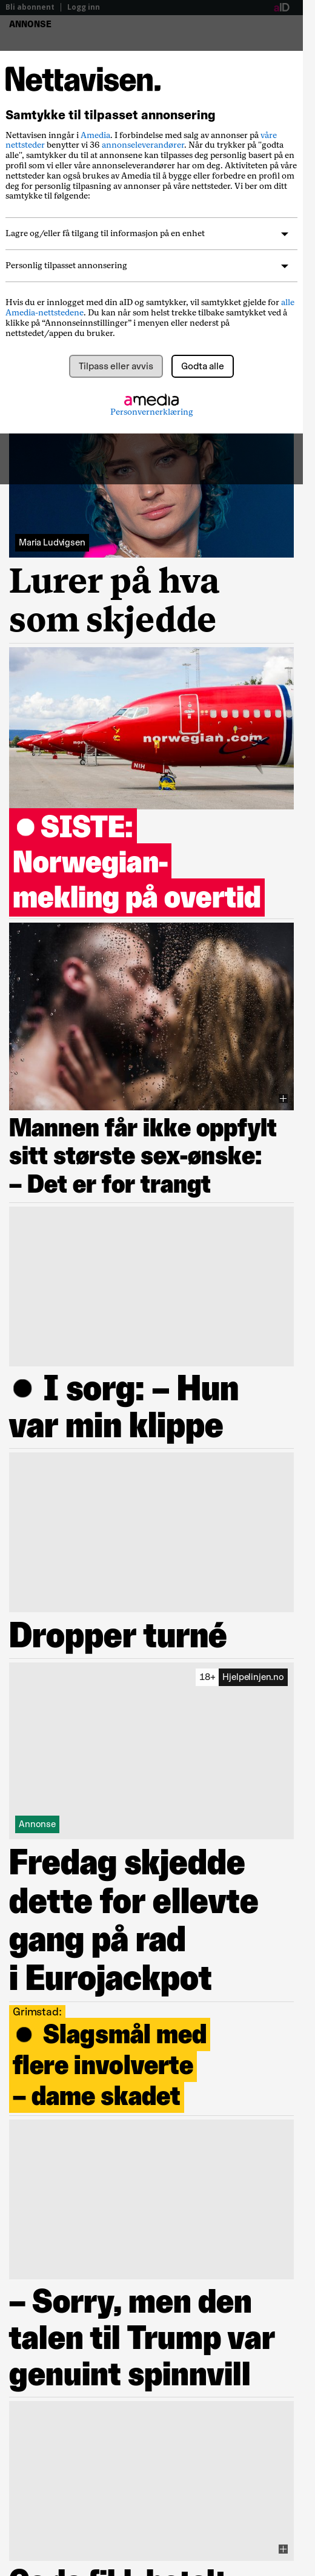 Bli abonnent | Logg inn
aID
ANNONSE
Nettavisen.
Samtykke til tilpasset annonsering
Nettavisen inngår i Amedia. I forbindelse med salg av annonser på våre
nettsteder benytter vi 36 annonseleverandører. Når du trykker på "godta
alle", samtykker du til at annonsene kan tilpasses deg personlig basert på en
profil som vi eller våre annonseleverandører har om deg. Aktiviteten på våre
nettsteder kan også brukes av Amedia til å bygge eller forbedre en profil om
deg for personlig tilpasning av annonser på våre nettsteder. Vi ber om ditt
samtykke til følgende:
Lagre og/eller få tilgang til informasjon på en enhet
Personlig tilpasset annonsering
Hvis du er innlogget med din aID og samtykker, vil samtykket gjelde for alle
Amedia-nettstedene. Du kan når som helst trekke tilbake samtykket ved å
klikke på “Annonseinnstillinger” i menyen eller nederst på
nettstedet/appen du bruker.
Tilpass eller avvis
Godta alle
amedia
Personvernerklæring
Maria Ludvigsen
Lurer på hva
som skjedde
norwegian.com
NIH
● SISTE:
Norwegian-
mekling på overtid
Mannen får ikke oppfylt
sitt største sex-ønske:
– Det er for trangt
● I sorg: – Hun
var min klippe
Dropper turné
18+ Hjelpelinjen.no
Annonse
Fredag skjedde
dette for ellevte
gang på rad
i Eurojackpot
Grimstad:
● Slagsmål med
flere involverte
– dame skadet
– Sorry, men den
talen til Trump var
genuint spinnvill